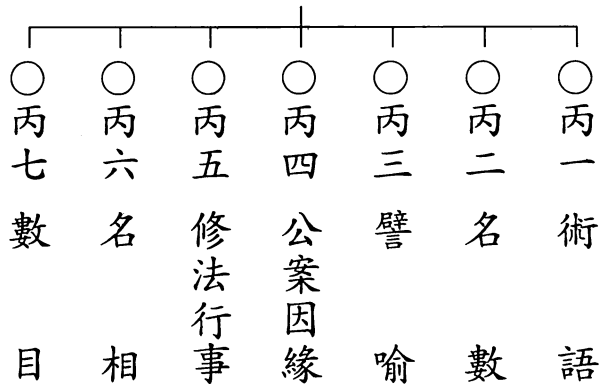 ○丙一術語
○丙二名數
○丙三譬喻
○丙四公案因緣
○丙五修法行事
○丙六名相
○丙七數目